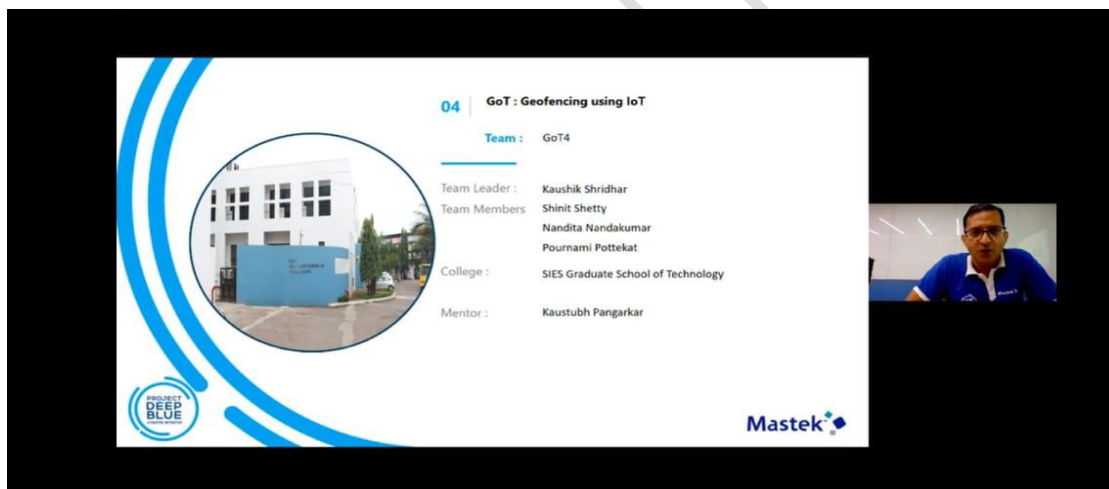 04 GoT : Geofencing using IoT
Team : GoT4
Team Leader : Kaushik Shridhar
Team Members Shinit Shetty
Nandita Nandakumar
Pournami Pottekat
College : SIES Graduate School of Technology
Mentor : Kaustubh Pangarkar
PROJECT
DEEP
BLUE
Mastek